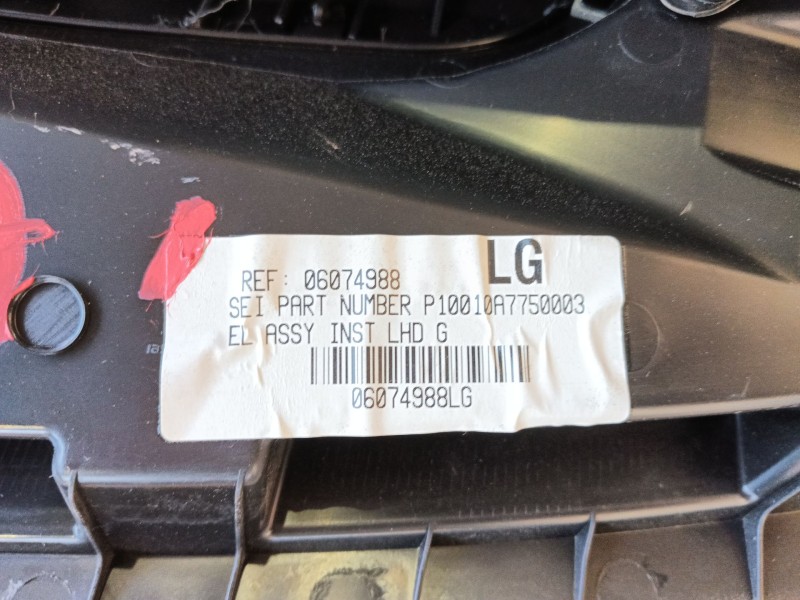 LG
REF: 06074988
SEI PART NUMBER P10010A7750003
EL ASSY INST LHD G
06074988LG